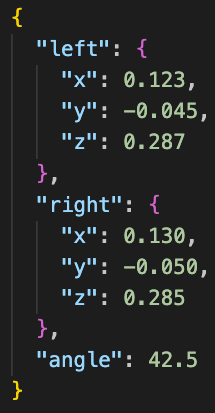 {
  "left": {
    "x": 0.123,
    "y": -0.045,
    "z": 0.287
  },
  "right": {
    "x": 0.130,
    "y": -0.050,
    "z": 0.285
  },
  "angle": 42.5
}